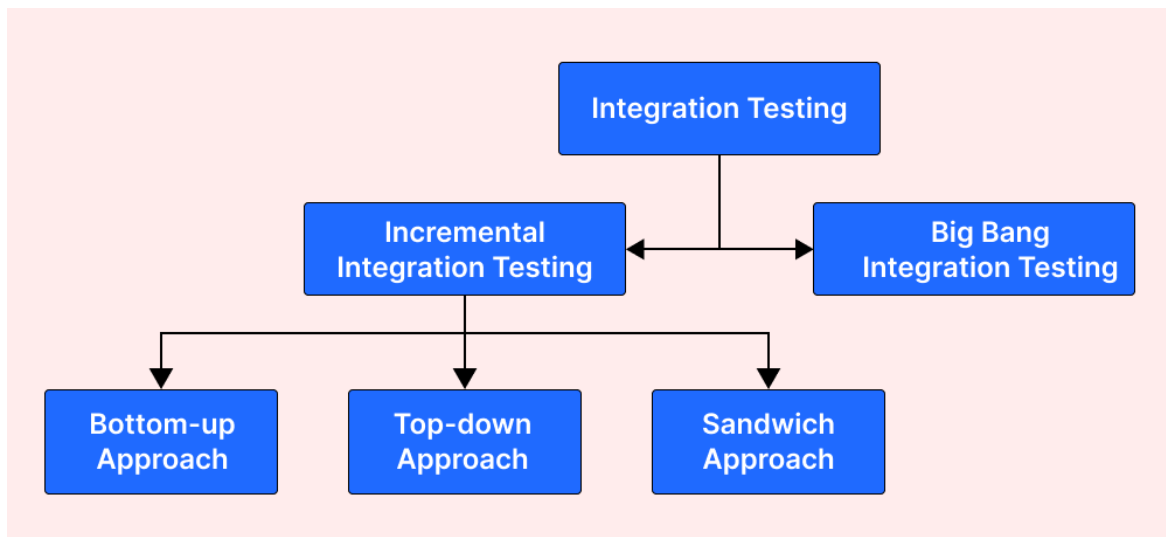 Integration Testing
Incremental
Integration Testing
Big Bang
Integration Testing
Bottom-up
Approach
Top-down
Approach
Sandwich
Approach